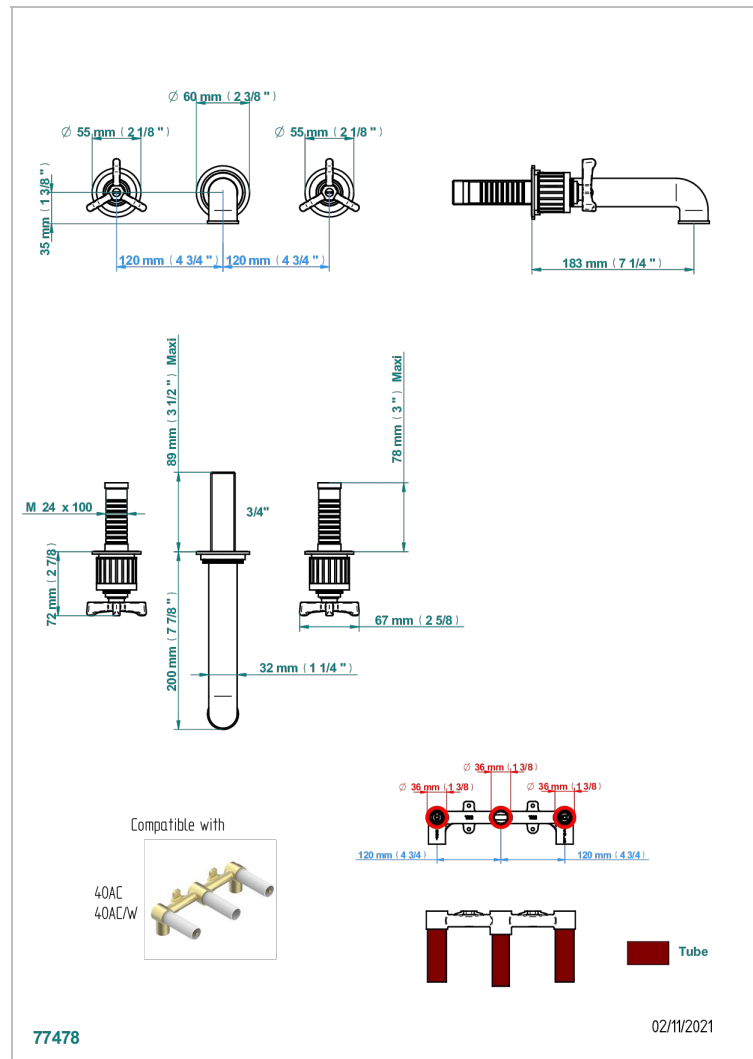 Ø 60 mm ( 2 3/8 " )
Ø 55 mm ( 2 1/8 " )
Ø 55 mm ( 2 1/8 " )
35 mm ( 1 3/8 " )
120 mm ( 4 3/4 " )
120 mm ( 4 3/4 " )
183 mm ( 7 1/4 " )
89 mm ( 3 1/2 " ) Maxi
78 mm ( 3 " ) Maxi
M 24 x 100
3/4"
72 mm ( 2 7/8 )
200 mm ( 7 7/8 " )
67 mm ( 2 5/8 )
32 mm ( 1 1/4 " )
Ø 36 mm ( 1 3/8 )
Ø 36 mm ( 1 3/8 )
Ø 36 mm ( 1 3/8 )
120 mm ( 4 3/4 )
120 mm ( 4 3/4 )
Compatible with
40AC
40AC/W
Tube
77478
02/11/2021